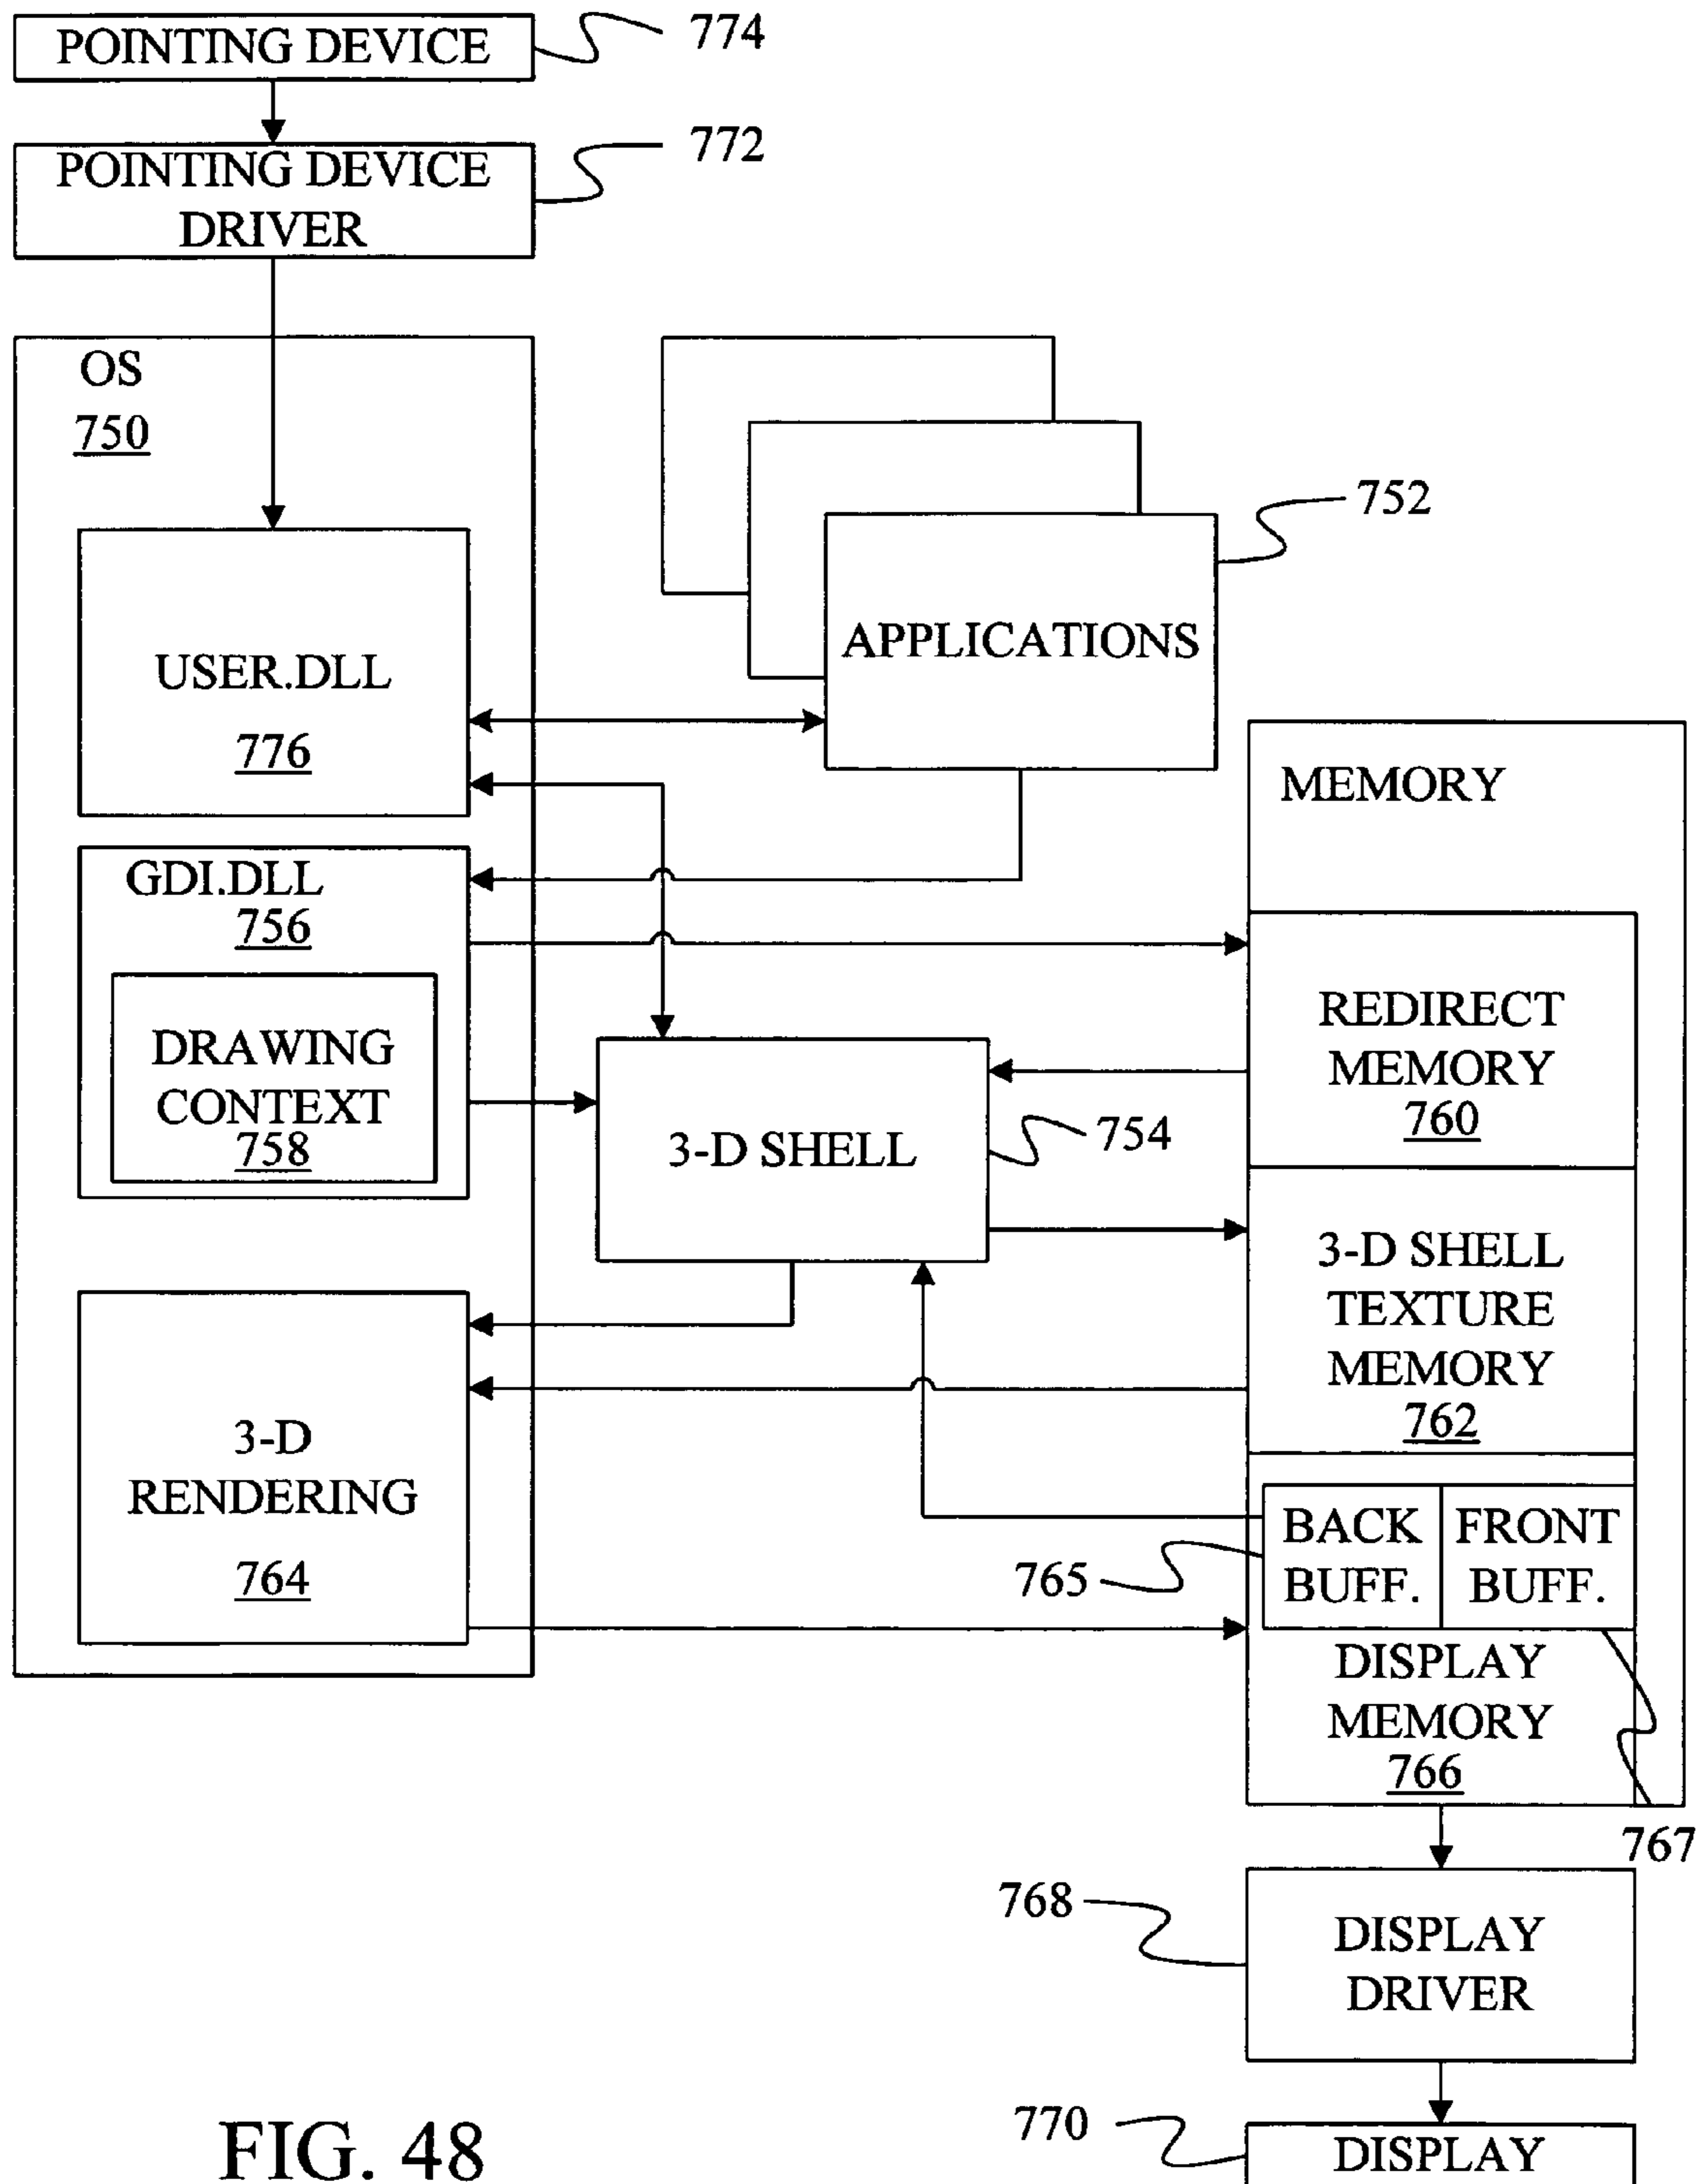 POINTING DEVICE
774
POINTING DEVICE
DRIVER
772
OS
750
USER.DLL
776
APPLICATIONS
752
GDI.DLL
756
DRAWING
CONTEXT
758
3-D SHELL
754
MEMORY
REDIRECT
MEMORY
760
3-D SHELL
TEXTURE
MEMORY
762
3-D
RENDERING
764
BACK
BUFF.
765
FRONT
BUFF.
DISPLAY
MEMORY
766
767
768
DISPLAY
DRIVER
770
DISPLAY
FIG. 48